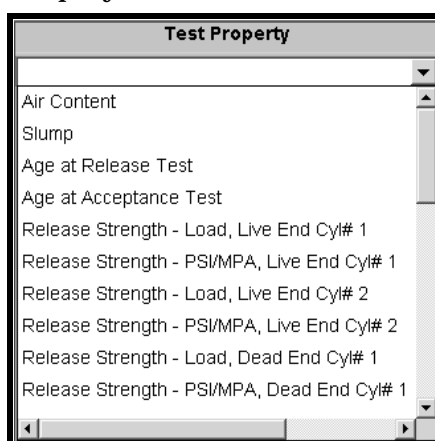 Test Property
Air Content
Slump
Age at Release Test
Age at Acceptance Test
Release Strength - Load, Live End Cyl# 1
Release Strength - PSI/MPA, Live End Cyl# 1
Release Strength - Load, Live End Cyl# 2
Release Strength - PSI/MPA, Live End Cyl# 2
Release Strength - Load, Dead End Cyl# 1
Release Strength - PSI/MPA, Dead End Cyl# 1